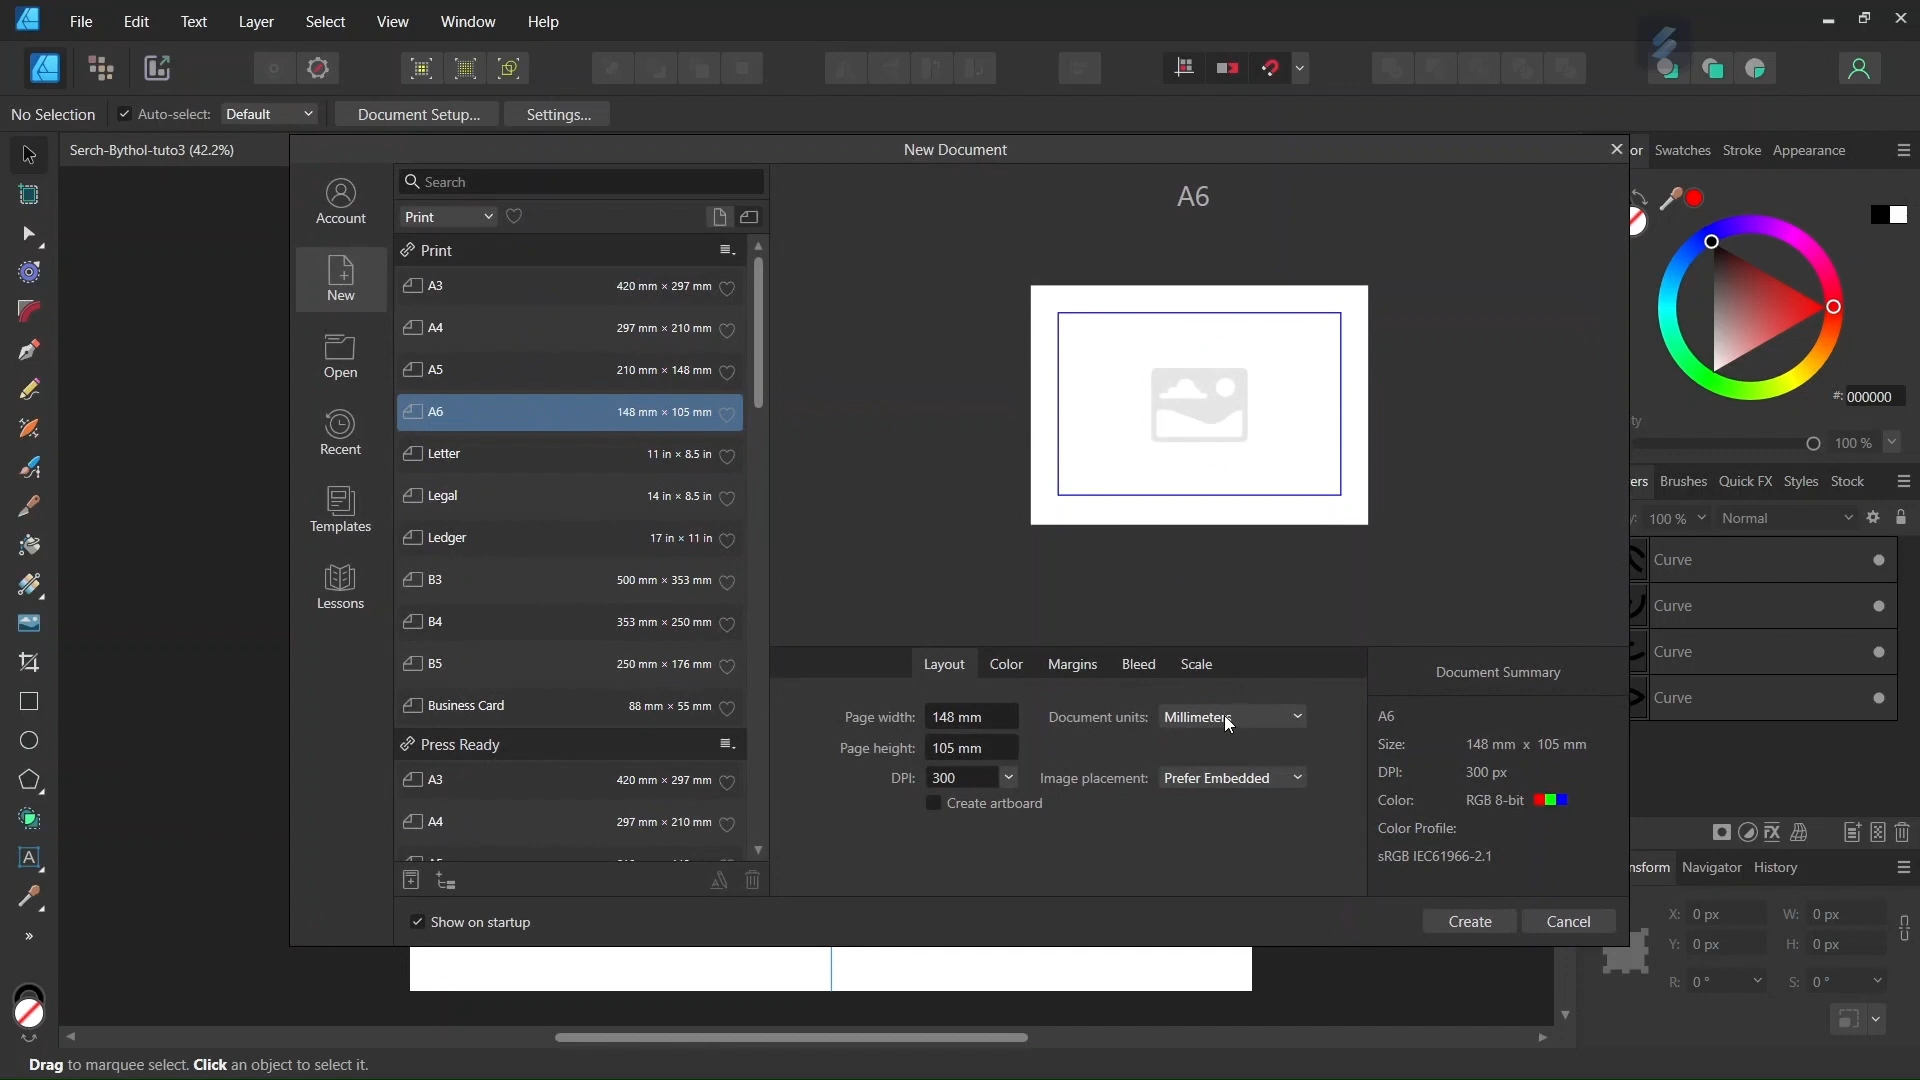 File Edit Text Layer Select View Window Help
No Selection Auto-select: Default Document Setup... Settings...
Serch-Bythol-tuto3 (42.2%)
New Document
Swatches Stroke Appearance
Account
New
Open
Recent
Templates
Lessons
Search
Print
Print
A3 420 mm × 297 mm
A4 297 mm × 210 mm
A5 210 mm × 148 mm
A6 148 mm × 105 mm
Letter 11 in × 8.5 in
Legal 14 in × 8.5 in
Ledger 17 in × 11 in
B3 500 mm × 353 mm
B4 353 mm × 250 mm
B5 250 mm × 176 mm
Business Card 88 mm × 55 mm
Press Ready
A3 420 mm × 297 mm
A4 297 mm × 210 mm
Show on startup
A6
Layout Color Margins Bleed Scale
Page width: 148 mm Document units: Millimeters
Page height: 105 mm
DPI: 300 Image placement: Prefer Embedded
Create artboard
Document Summary
A6
Size: 148 mm x 105 mm
DPI: 300 px
Color: RGB 8-bit
Color Profile:
sRGB IEC61966-2.1
Create Cancel
#: 000000
100 %
Brushes Quick FX Styles Stock
100 % Normal
Curve
Curve
Curve
Curve
Navigator History
X: 0 px W: 0 px
Y: 0 px H: 0 px
R: 0 ° S: 0 °
Drag to marquee select. Click an object to select it.